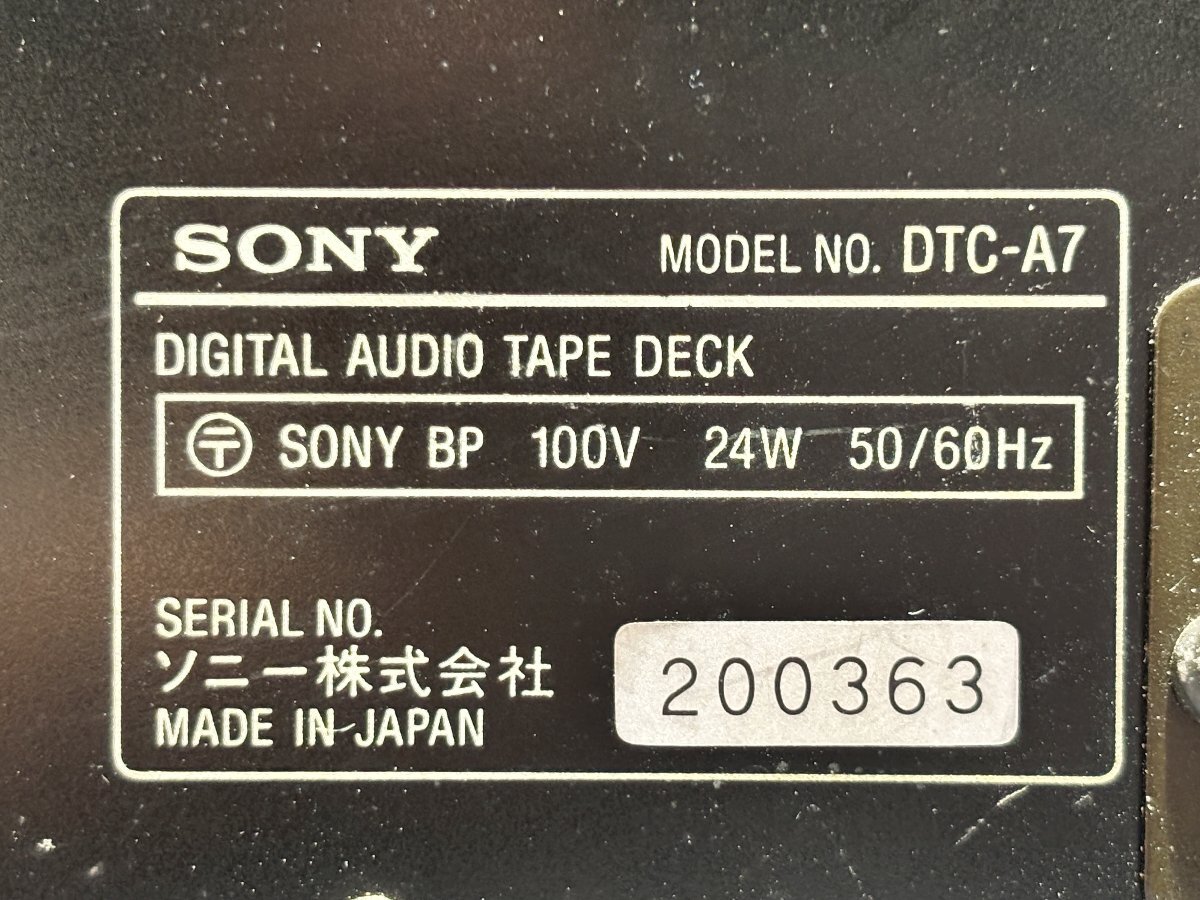 SONY MODEL NO. DTC-A7
DIGITAL AUDIO TAPE DECK
〒 SONY BP 100V 24W 50/60Hz
SERIAL NO.
ソニー株式会社 200363
MADE IN JAPAN